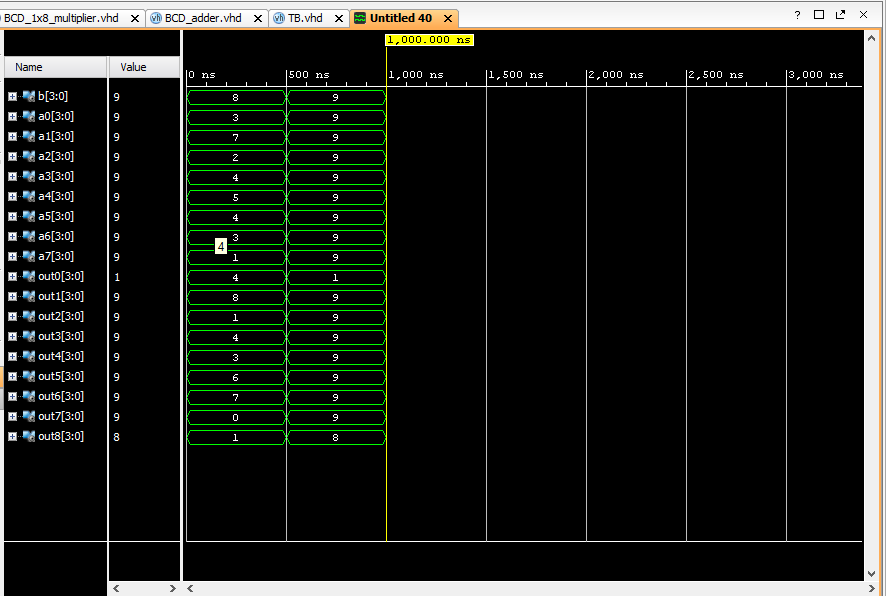 BCD_1x8_multiplier.vhd BCD_adder.vhd TB.vhd Untitled 40 ?
1,000.000 ns
Name Value 0 ns 500 ns 1,000 ns 1,500 ns 2,000 ns 2,500 ns 3,000 ns
b[3:0] 9 8 9
a0[3:0] 9 3 9
a1[3:0] 9 7 9
a2[3:0] 9 2 9
a3[3:0] 9 4 9
a4[3:0] 9 5 9
a5[3:0] 9 4 9
a6[3:0] 9 3 9
4
a7[3:0] 9 1 9
out0[3:0] 1 4 1
out1[3:0] 9 8 9
out2[3:0] 9 1 9
out3[3:0] 9 4 9
out4[3:0] 9 3 9
out5[3:0] 9 6 9
out6[3:0] 9 7 9
out7[3:0] 9 0 9
out8[3:0] 8 1 8